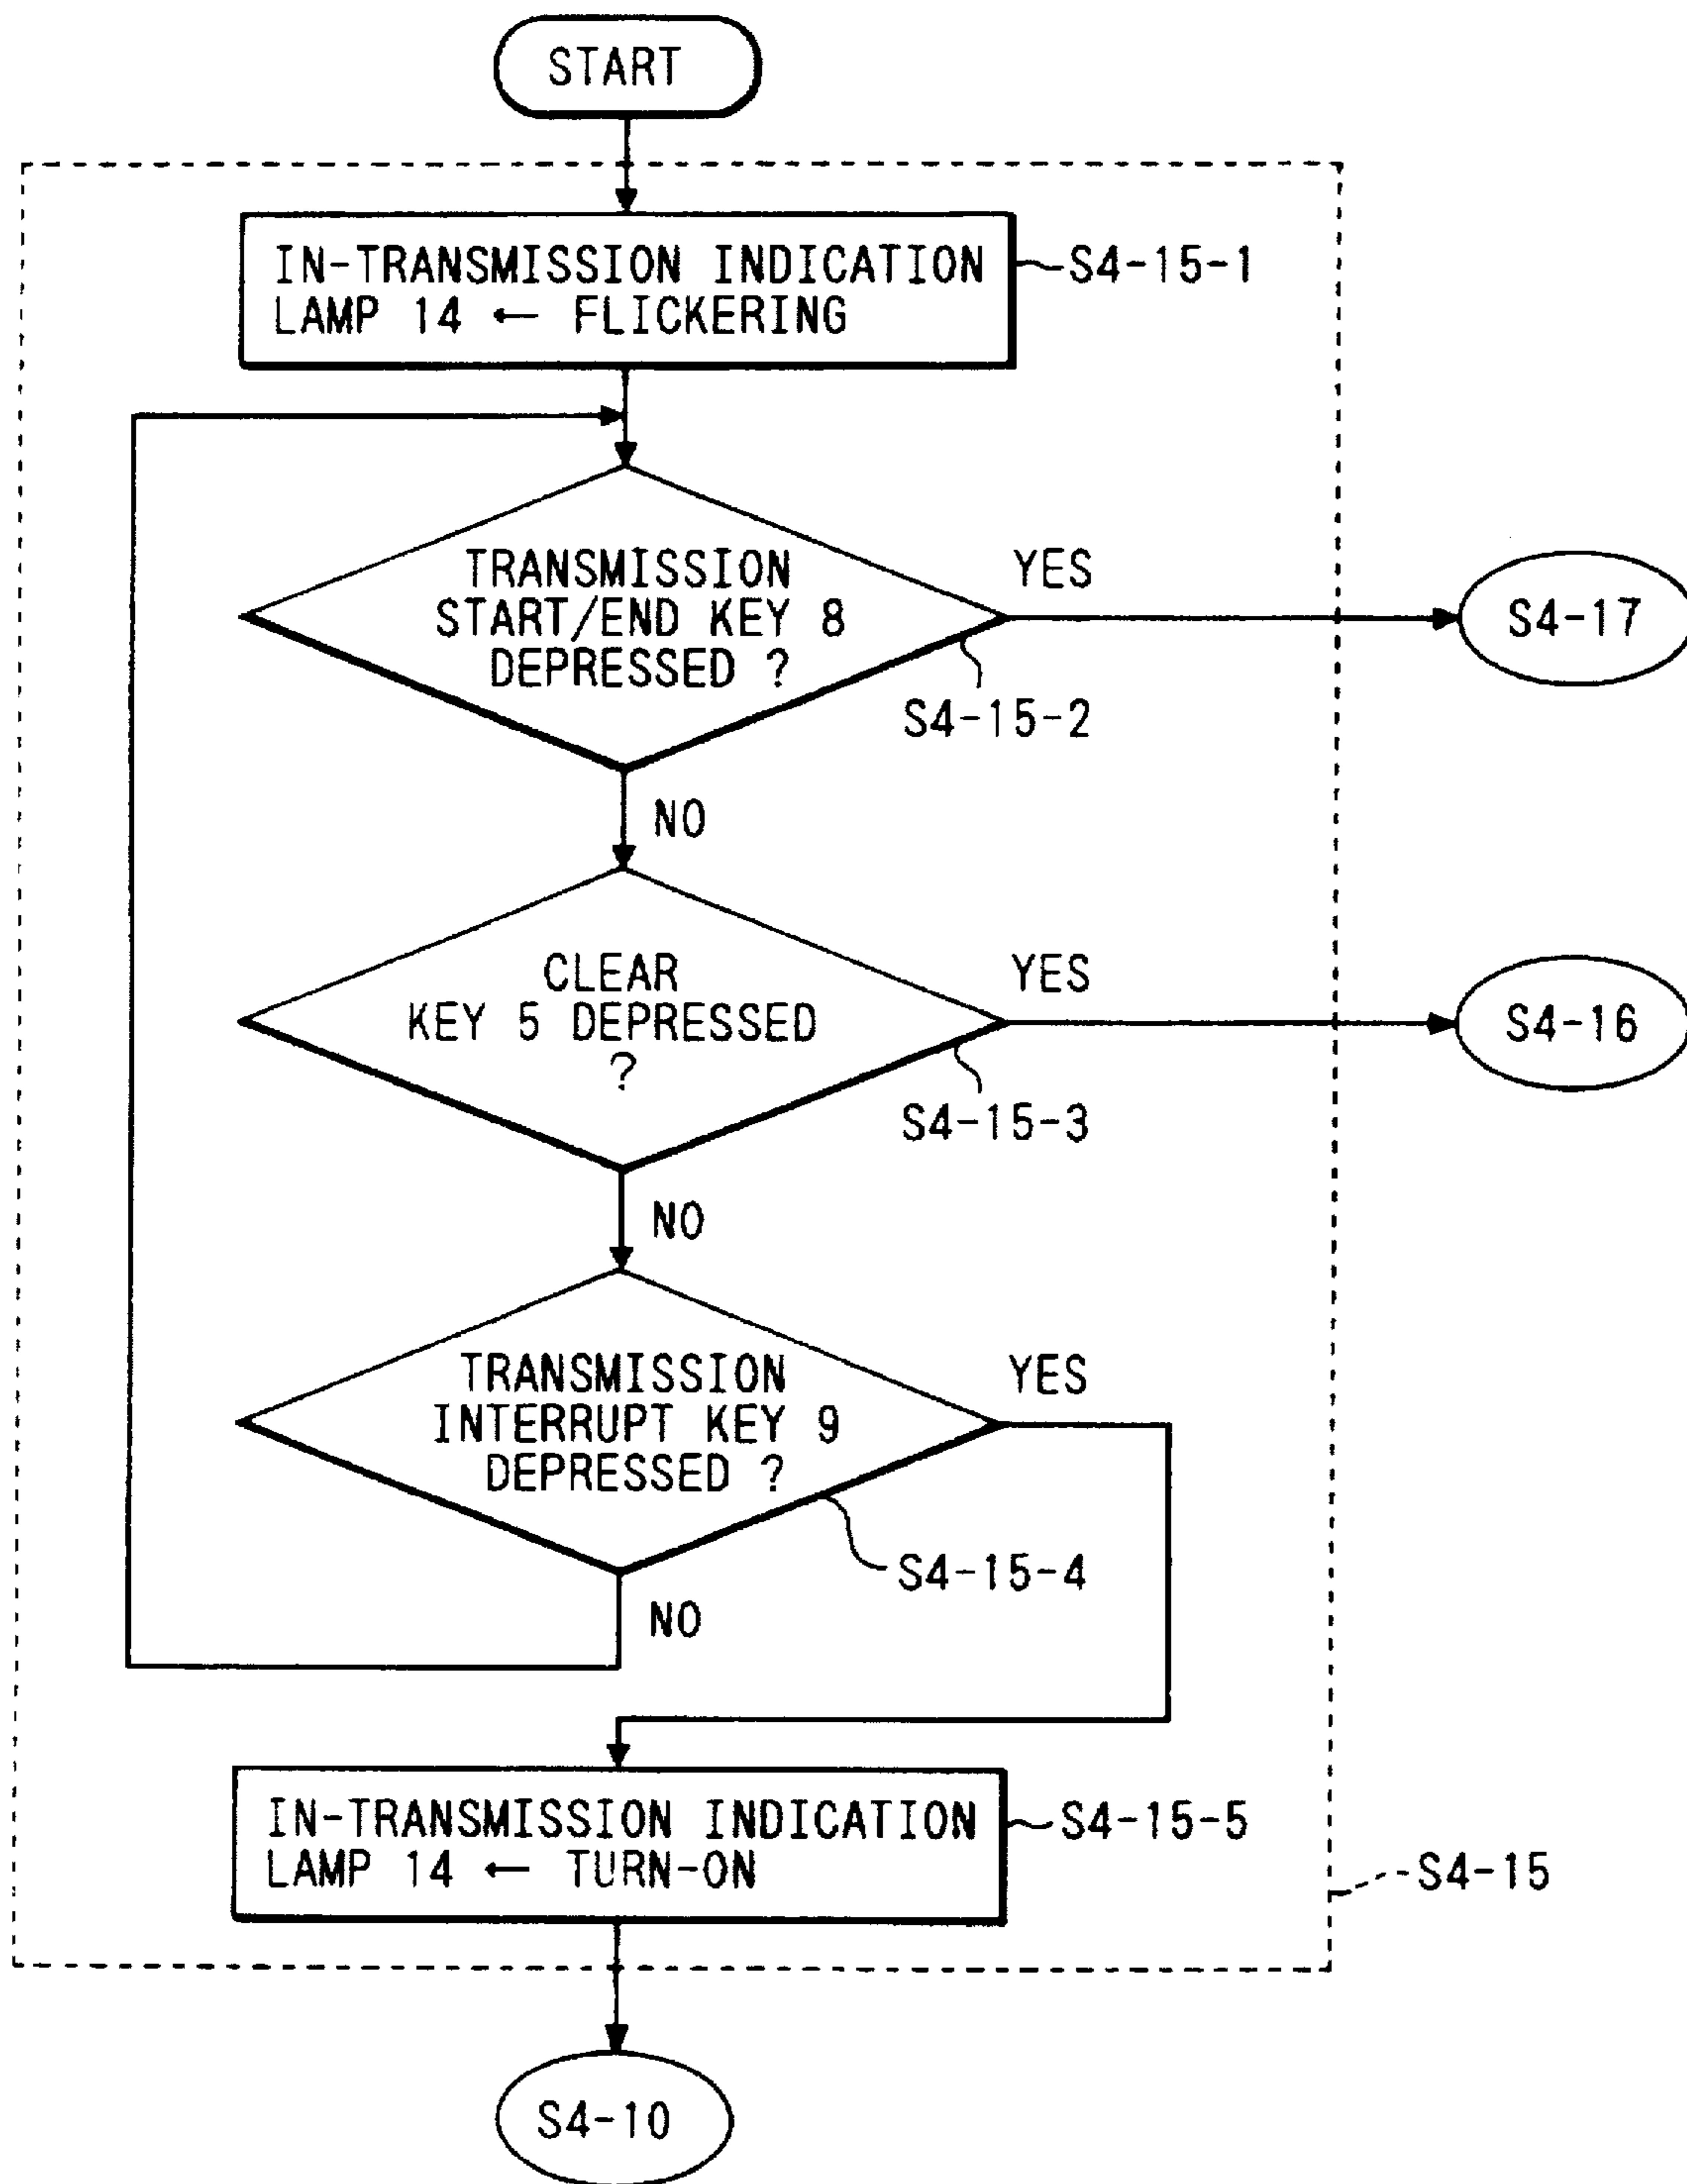 START
IN-TRANSMISSION INDICATION
LAMP 14 ← FLICKERING
S4-15-1
TRANSMISSION
START/END KEY 8
DEPRESSED ?
YES
S4-17
S4-15-2
NO
CLEAR
KEY 5 DEPRESSED
?
YES
S4-16
S4-15-3
NO
TRANSMISSION
INTERRUPT KEY 9
DEPRESSED ?
YES
S4-15-4
NO
IN-TRANSMISSION INDICATION
LAMP 14 ← TURN-ON
S4-15-5
S4-15
S4-10